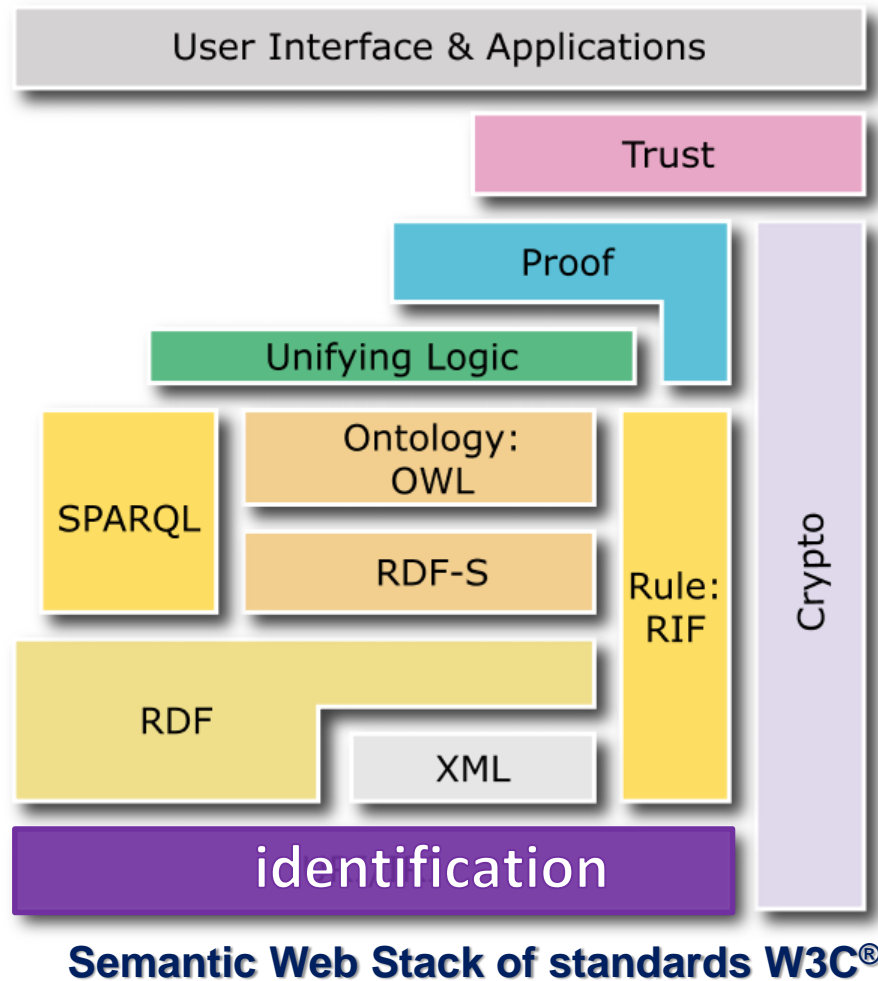 User Interface & Applications
Trust
Proof
Unifying Logic
Ontology:
OWL
SPARQL
RDF-S
Rule:
RIF
Crypto
RDF
XML
identification
Semantic Web Stack of standards W3C®